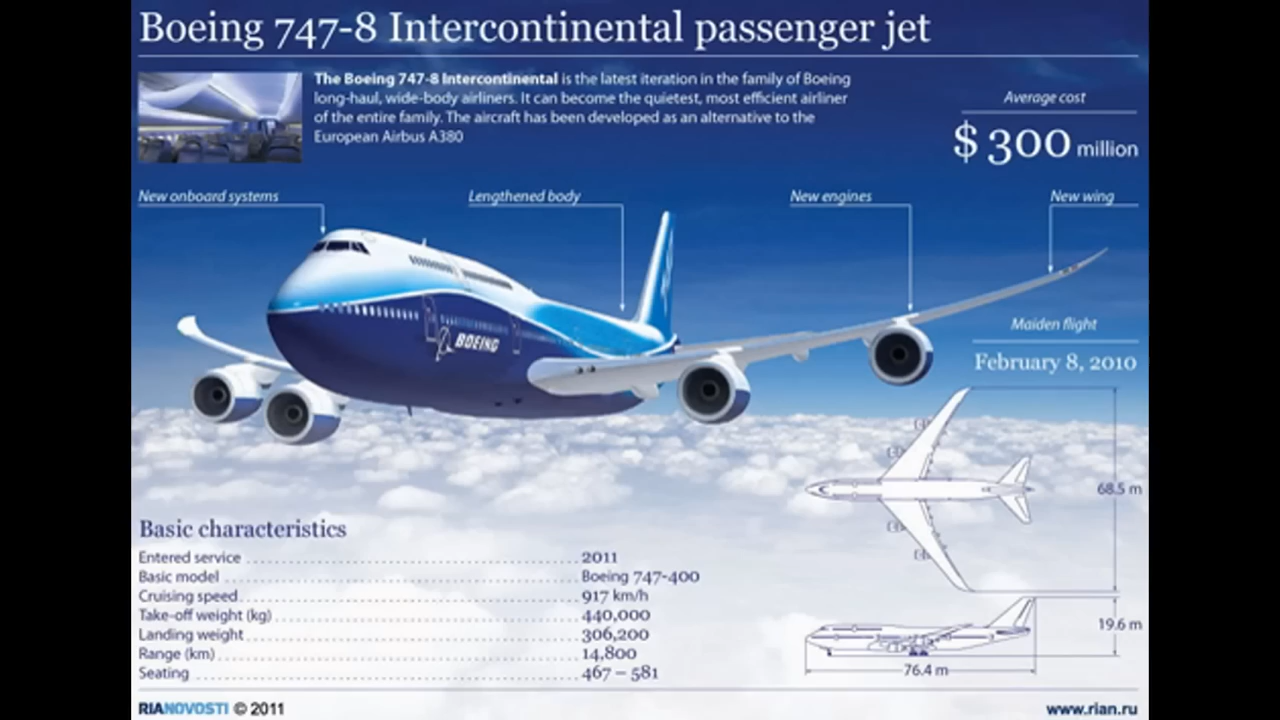 Boeing 747-8 Intercontinental passenger jet
The Boeing 747-8 Intercontinental is the latest iteration in the family of Boeing
long-haul, wide-body airliners. It can become the quietest, most efficient airliner
of the entire family. The aircraft has been developed as an alternative to the
European Airbus A380
Average cost
$ 300 million
New onboard systems
Lengthened body
New engines
New wing
BOEING
Maiden flight
February 8, 2010
68.5 m
19.6 m
76.4 m
Basic characteristics
Entered service 2011
Basic model Boeing 747-400
Cruising speed 917 km/h
Take-off weight (kg) 440,000
Landing weight 306,200
Range (km) 14,800
Seating 467 – 581
RIANOVOSTI © 2011
www.rian.ru